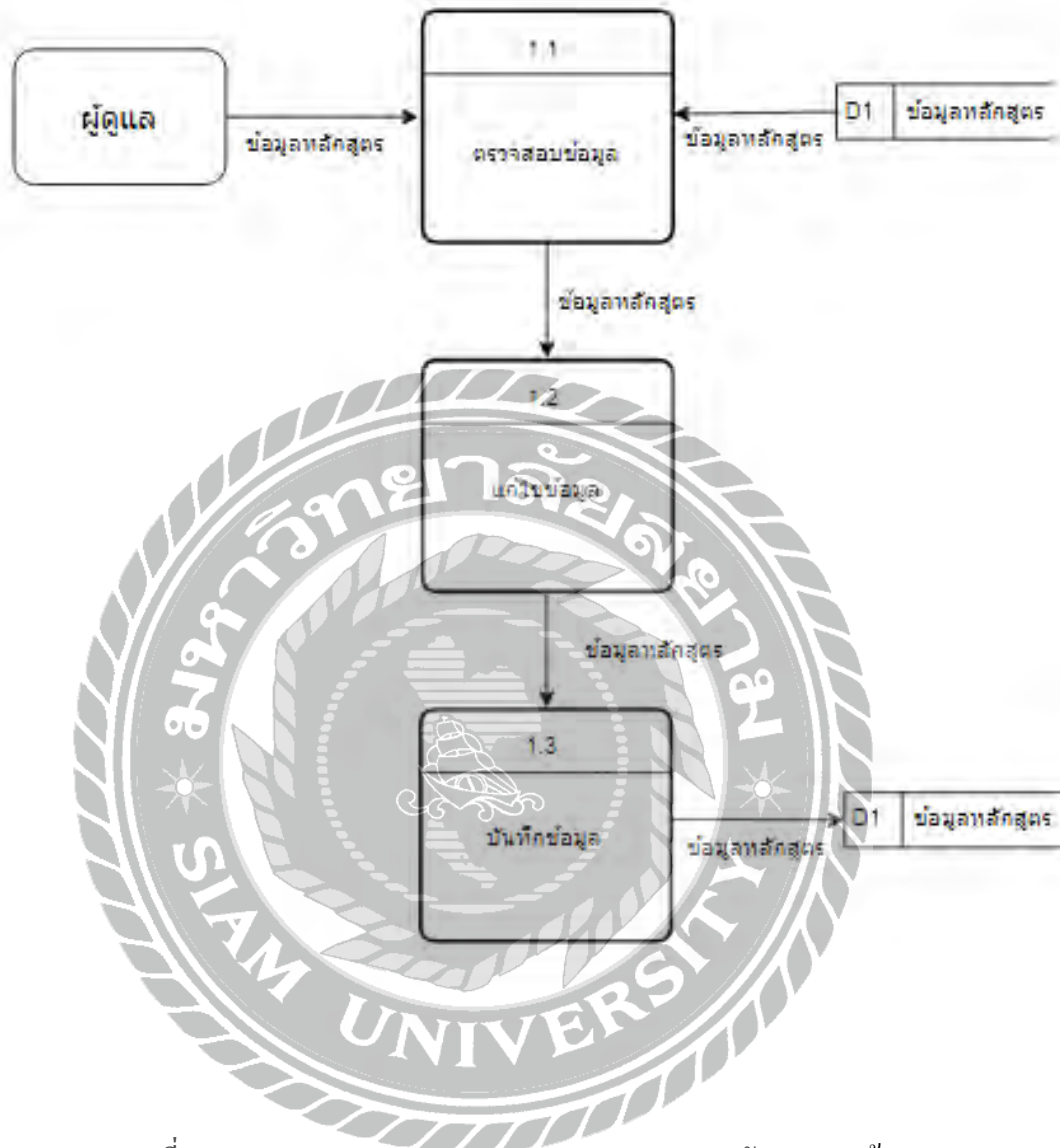 1.1
ผู้ดูแล
ข้อมูลหลักสูตร
ตรวจสอบข้อมูล
ข้อมูลหลักสูตร
D1 ข้อมูลหลักสูตร
ข้อมูลหลักสูตร
1.2
แก้ไขข้อมูล
ข้อมูลหลักสูตร
1.3
บันทึกข้อมูล
ข้อมูลหลักสูตร
D1 ข้อมูลหลักสูตร
มหาวิทยาลัยสยาม
SIAM UNIVERSITY